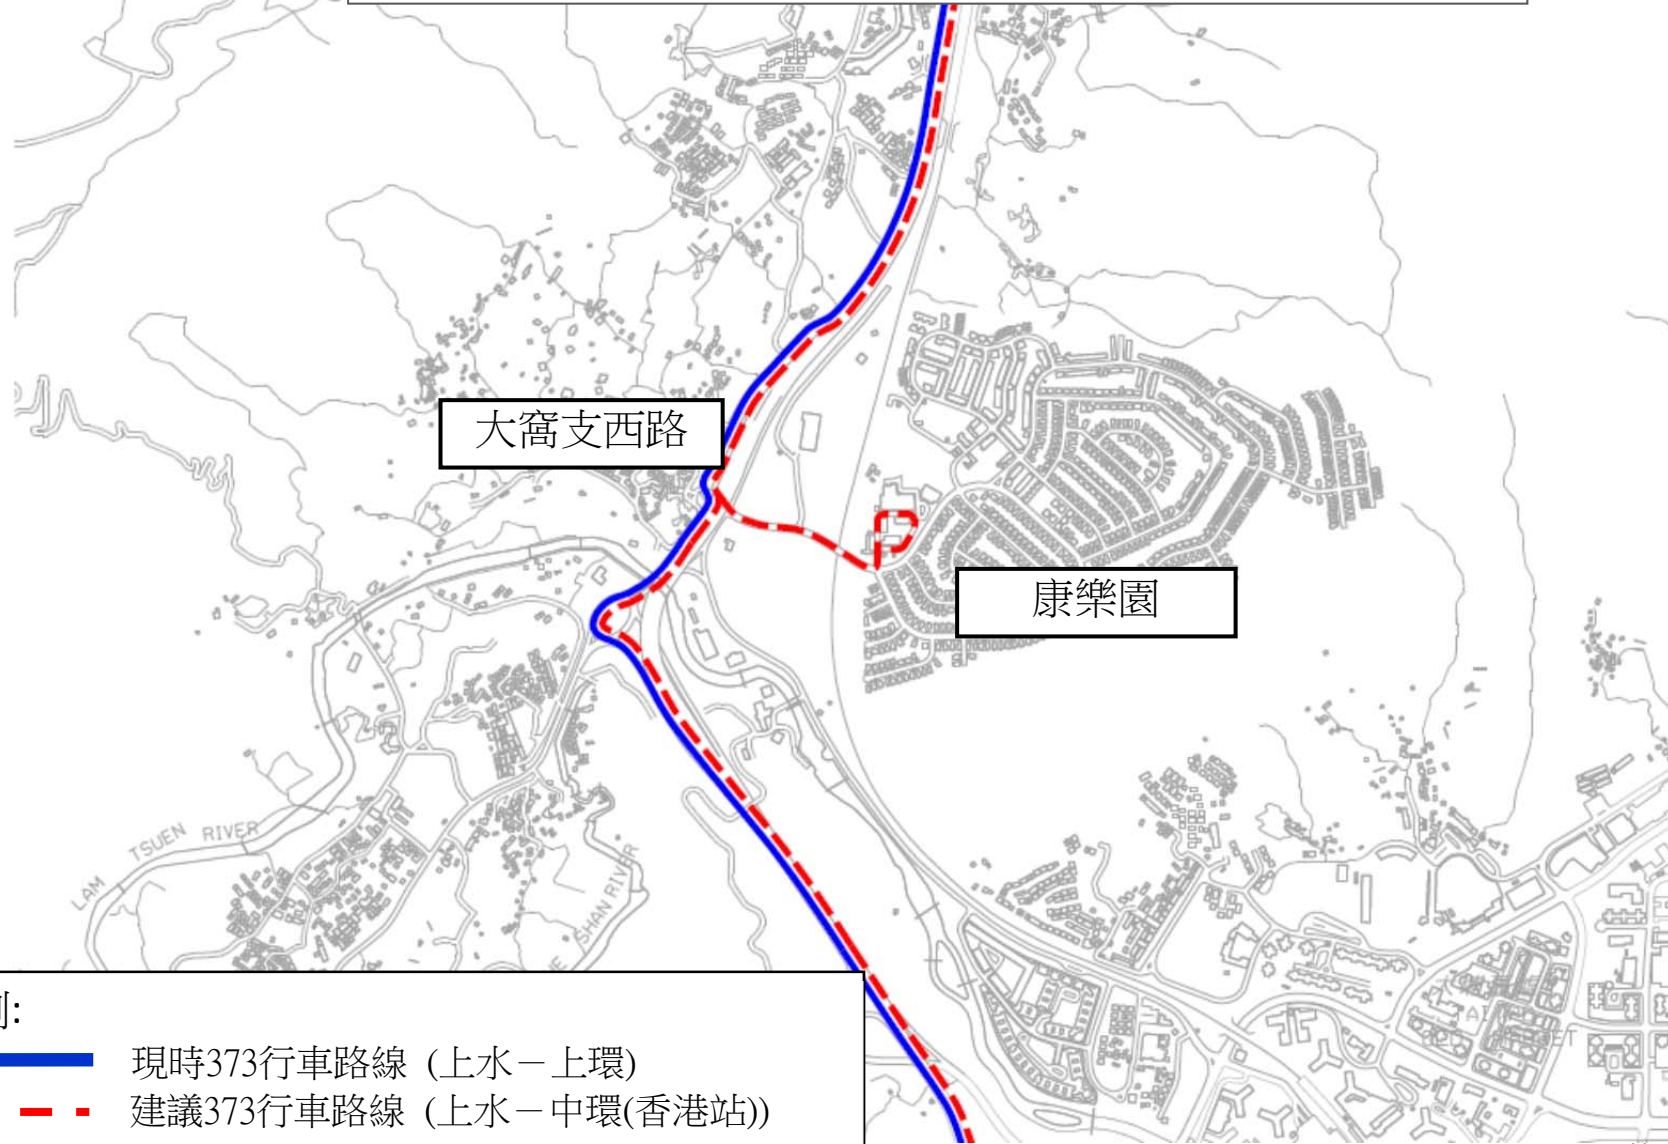 大窩支西路
康樂園
LAM TSUEN RIVER
SHAN RIVER
:
現時373行車路線 (上水－上環)
建議373行車路線 (上水－中環(香港站))